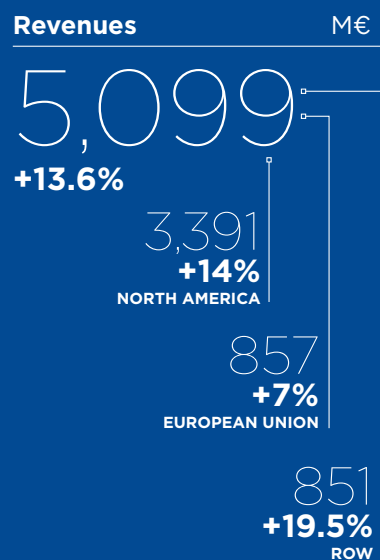 Revenues M€
5,099
+13.6%
3,391
+14%
NORTH AMERICA
857
+7%
EUROPEAN UNION
851
+19.5%
ROW